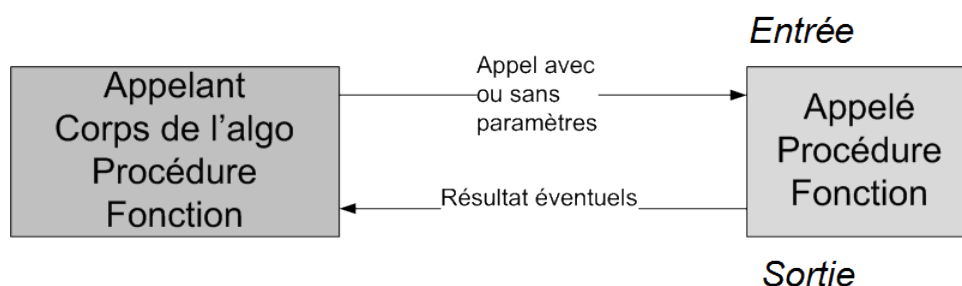 Entrée
Appelant
Corps de l'algo
Procédure
Fonction
Appel avec
ou sans
paramètres
Résultat éventuels
Appelé
Procédure
Fonction
Sortie